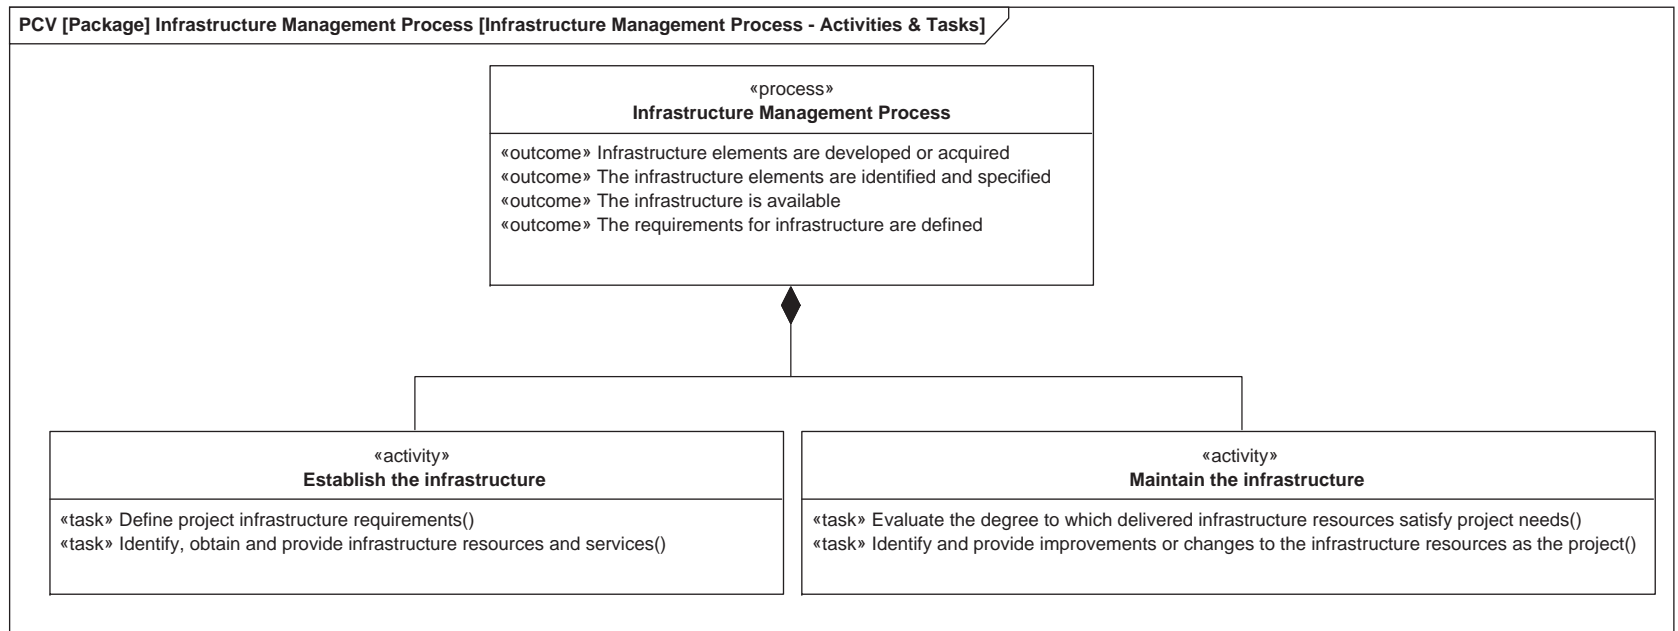 PCV [Package] Infrastructure Management Process [Infrastructure Management Process - Activities & Tasks]
«process»
Infrastructure Management Process
«outcome» Infrastructure elements are developed or acquired
«outcome» The infrastructure elements are identified and specified
«outcome» The infrastructure is available
«outcome» The requirements for infrastructure are defined
«activity»
Establish the infrastructure
«task» Define project infrastructure requirements()
«task» Identify, obtain and provide infrastructure resources and services()
«activity»
Maintain the infrastructure
«task» Evaluate the degree to which delivered infrastructure resources satisfy project needs()
«task» Identify and provide improvements or changes to the infrastructure resources as the project()